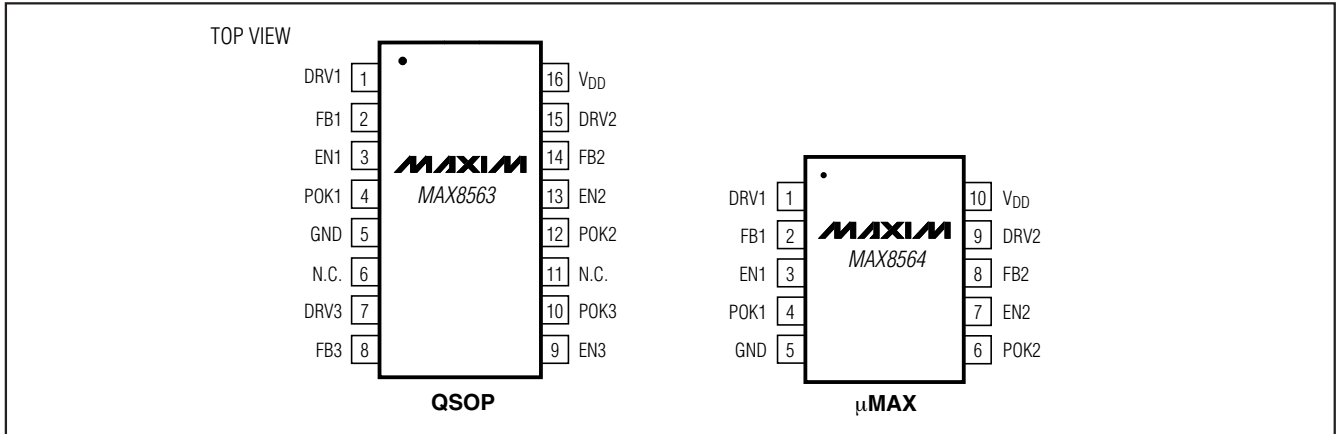 TOP VIEW
DRV1 1 16 VDD
FB1 2 15 DRV2
EN1 3 14 FB2
POK1 4 13 EN2
GND 5 12 POK2
N.C. 6 11 N.C.
DRV3 7 10 POK3
FB3 8 9 EN3
MAXIM
MAX8563
QSOP
DRV1 1 10 VDD
FB1 2 9 DRV2
EN1 3 8 FB2
POK1 4 7 EN2
GND 5 6 POK2
MAXIM
MAX8564
µMAX